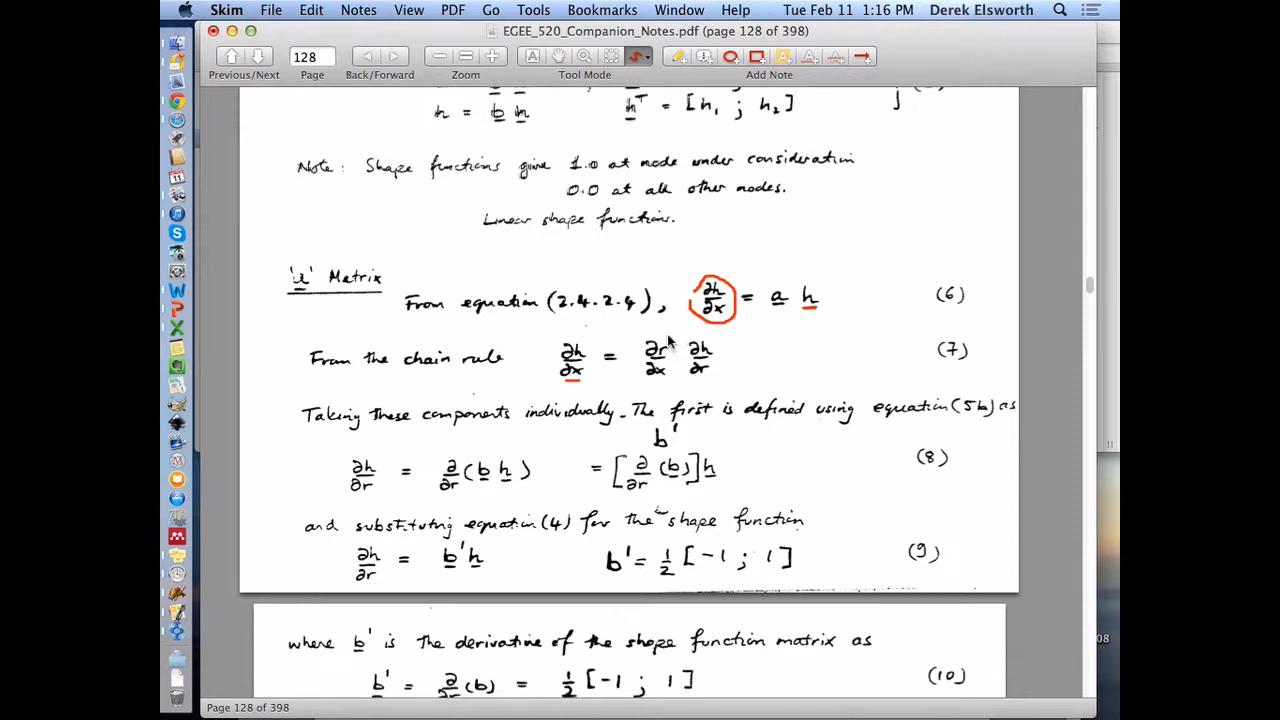 Skim File Edit Notes View PDF Go Tools Bookmarks Window Help Tue Feb 11 1:16 PM Derek Elsworth
EGEE_520_Companion_Notes.pdf (page 128 of 398)
128
Previous/Next Page Back/Forward Zoom Tool Mode Add Note
h = b h hᵀ = [h₁ ; h₂]
Note: Shape functions give 1.0 at node under consideration
0.0 at all other nodes.
Linear shape function.
'a' Matrix
From equation (2.4.2.4), ∂h/∂x = a h (6)
From the chain rule ∂h/∂x = ∂r/∂x ∂h/∂r (7)
Taking these components individually. The first is defined using equation (5b) as
b'
∂h/∂r = ∂/∂r (b h) = [∂/∂r (b)] h (8)
and substituting equation (4) for the shape function
∂h/∂r = b' h b' = 1/2 [-1 ; 1] (9)
where b' is the derivative of the shape function matrix as
b' = ∂/∂r (b) = 1/2 [-1 ; 1] (10)
Page 128 of 398